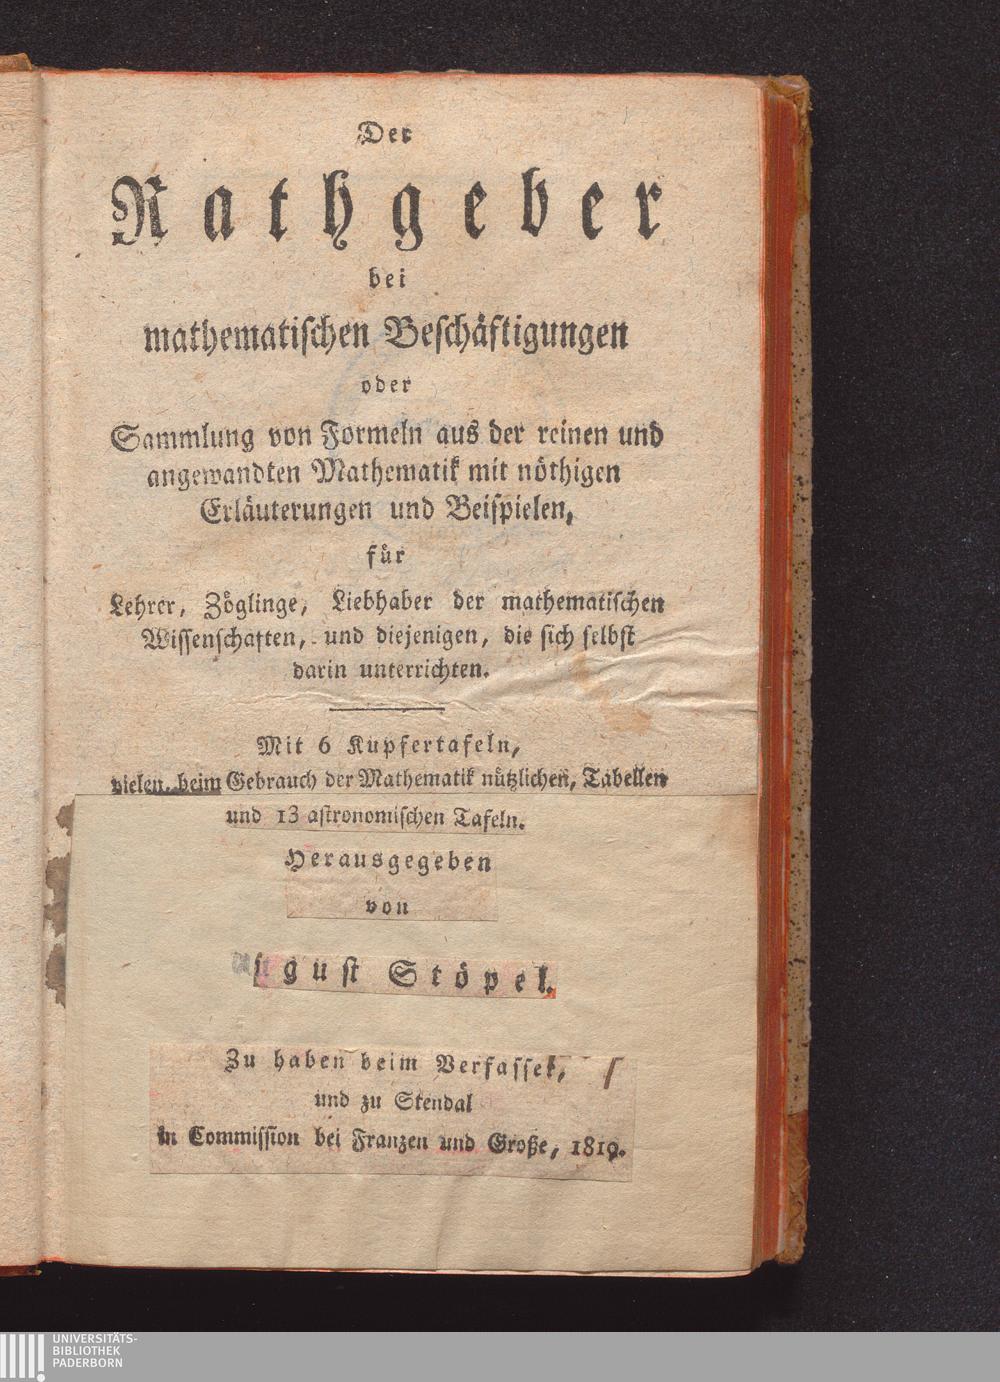 Der
Rathgeber
bei
mathematischen Beschäftigungen
oder
Sammlung von Formeln aus der reinen und
angewandten Mathematik mit nöthigen
Erläuterungen und Beispielen,
für
Lehrer, Zöglinge, Liebhaber der mathematischen
Wissenschaften, und diejenigen, die sich selbst
darin unterrichten.
Mit 6 Kupfertafeln,
vielen, beim Gebrauch der Mathematik nützlichen, Tabellen
und 13 astronomischen Tafeln.
Herausgegeben
von
August Stöpel.
Zu haben beim Verfasser,
und zu Stendal
in Commission bei Franzen und Große, 1819.
UNIVERSITÄTS-
BIBLIOTHEK
PADERBORN